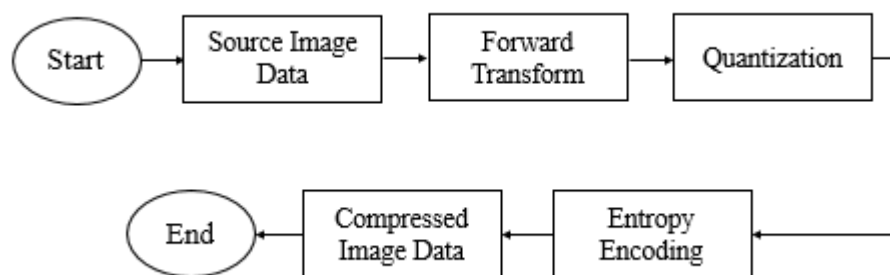 Start
Source Image
Data
Forward
Transform
Quantization
Entropy
Encoding
Compressed
Image Data
End